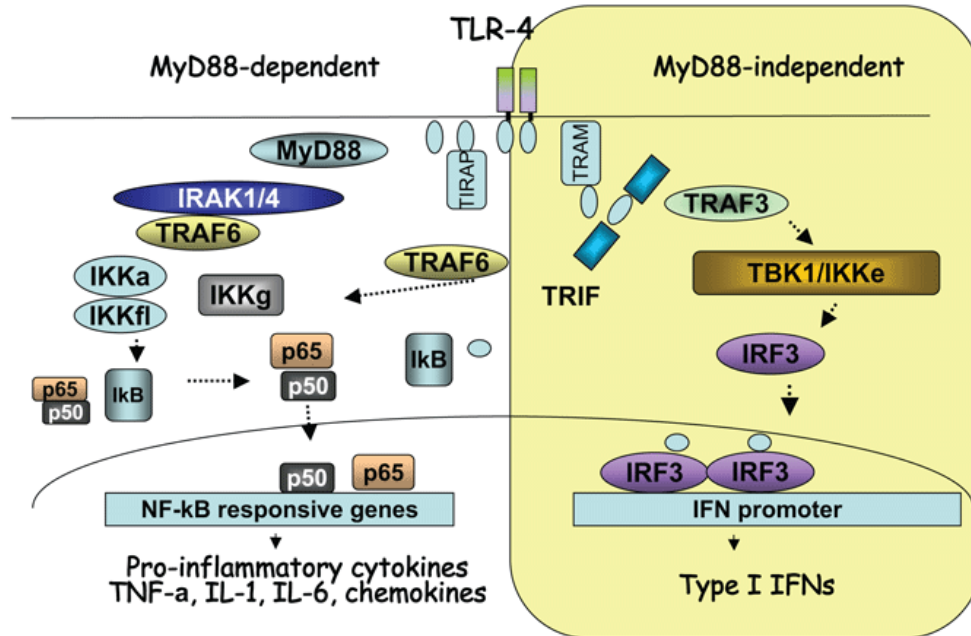 TLR-4
MyD88-dependent
MyD88-independent
MyD88
TIRAP
TRAM
IRAK1/4
TRAF6
TRAF3
IKKa
IKKfl
IKKg
TRAF6
TRIF
TBK1/IKKe
p65
p50
IkB
IRF3
p65
p50
IkB
p50
p65
IRF3
IRF3
NF-kB responsive genes
IFN promoter
Pro-inflammatory cytokines
TNF-a, IL-1, IL-6, chemokines
Type I IFNs